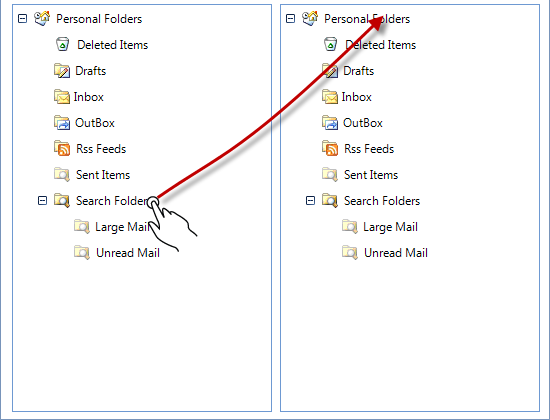 Personal Folders
Deleted Items
Drafts
Inbox
OutBox
Rss Feeds
Sent Items
Search Folders
Large Mail
Unread Mail
Personal Folders
Deleted Items
Drafts
Inbox
OutBox
Rss Feeds
Sent Items
Search Folders
Large Mail
Unread Mail